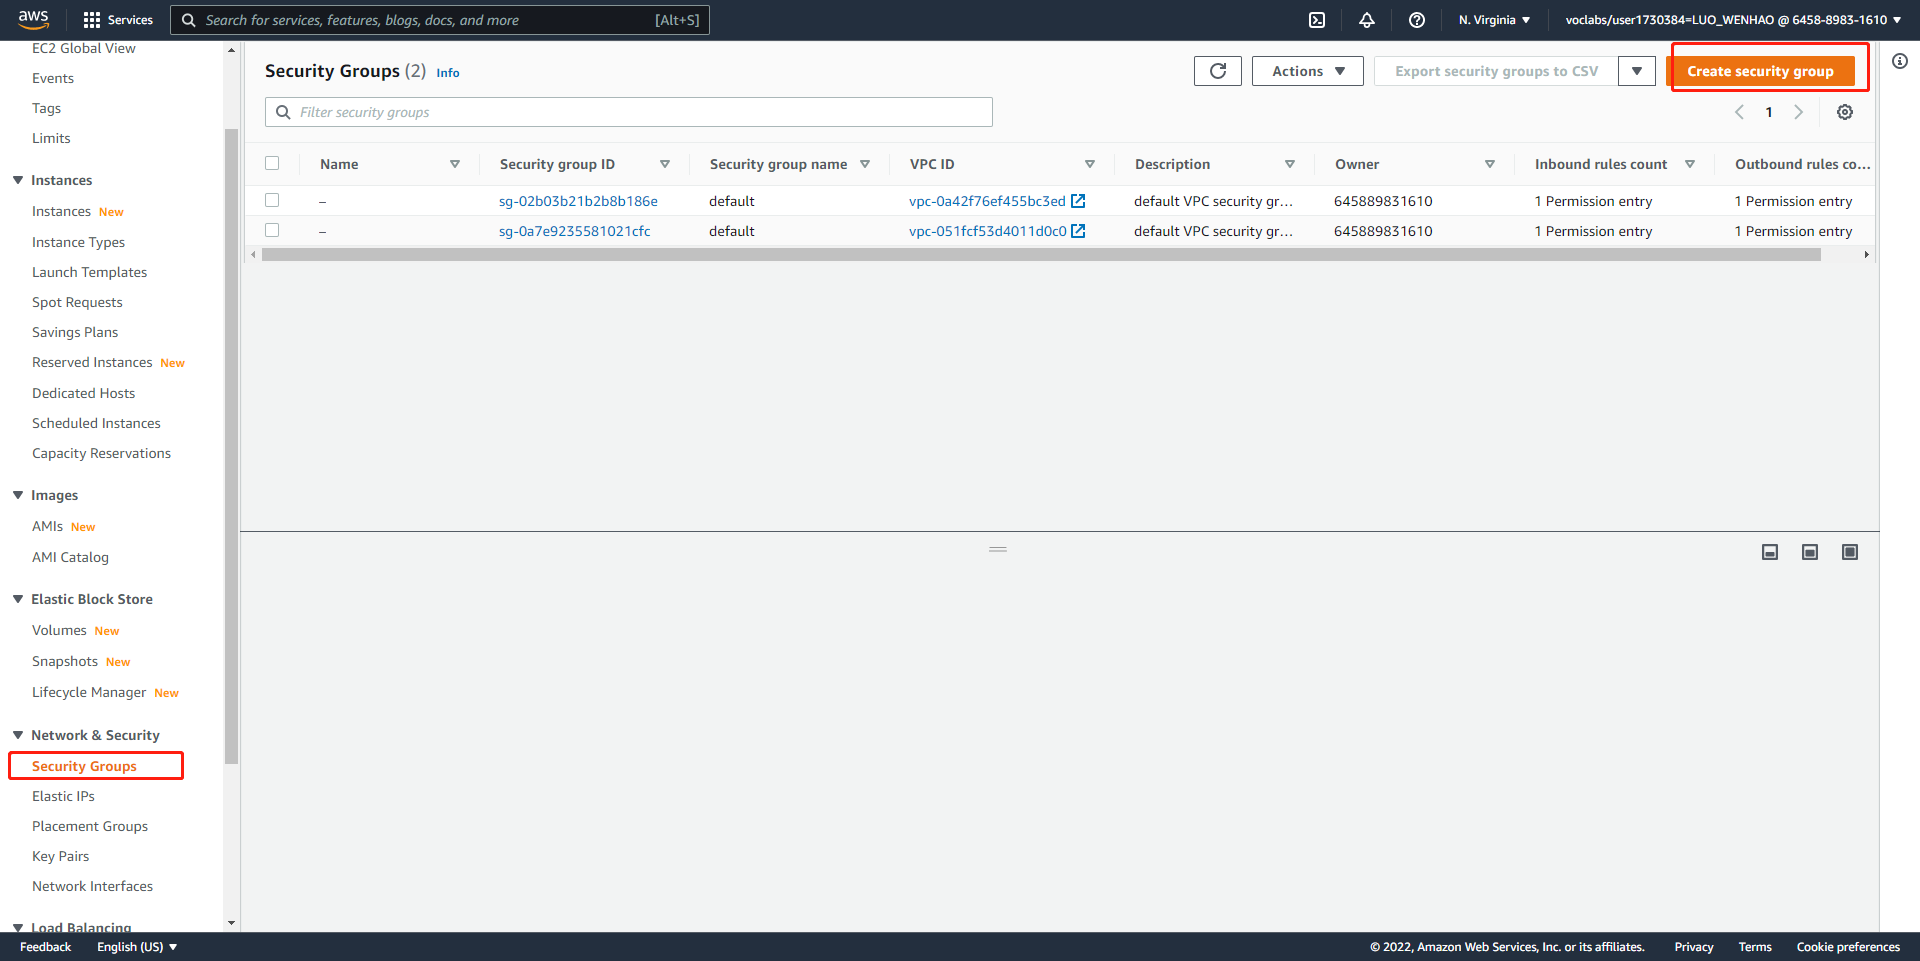 aws Services Search for services, features, blogs, docs, and more [Alt+S] N. Virginia voclabs/user1730384=LUO_WENHAO @ 6458-8983-1610
EC2 Global View
Events
Tags
Limits
Instances
Instances New
Instance Types
Launch Templates
Spot Requests
Savings Plans
Reserved Instances New
Dedicated Hosts
Scheduled Instances
Capacity Reservations
Images
AMIs New
AMI Catalog
Elastic Block Store
Volumes New
Snapshots New
Lifecycle Manager New
Network & Security
Security Groups
Elastic IPs
Placement Groups
Key Pairs
Network Interfaces
Load Balancing
Security Groups (2) Info Actions Export security groups to CSV Create security group
Filter security groups 1
Name Security group ID Security group name VPC ID Description Owner Inbound rules count Outbound rules co...
– sg-02b03b21b2b8b186e default vpc-0a42f76ef455bc3ed default VPC security gr... 645889831610 1 Permission entry 1 Permission entry
– sg-0a7e9235581021cfc default vpc-051fcf53d4011d0c0 default VPC security gr... 645889831610 1 Permission entry 1 Permission entry
Feedback English (US) © 2022, Amazon Web Services, Inc. or its affiliates. Privacy Terms Cookie preferences